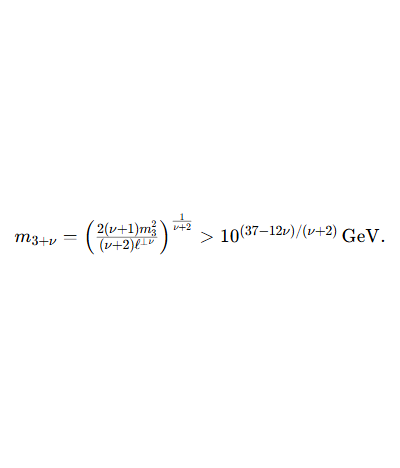 $m_{3+\nu} = \left( \frac{2(\nu+1)m_3^2}{(\nu+2)\ell^{\perp\nu}} \right)^{\frac{1}{\nu+2}} > 10^{(37-12\nu)/(\nu+2)} \, \text{GeV}.$